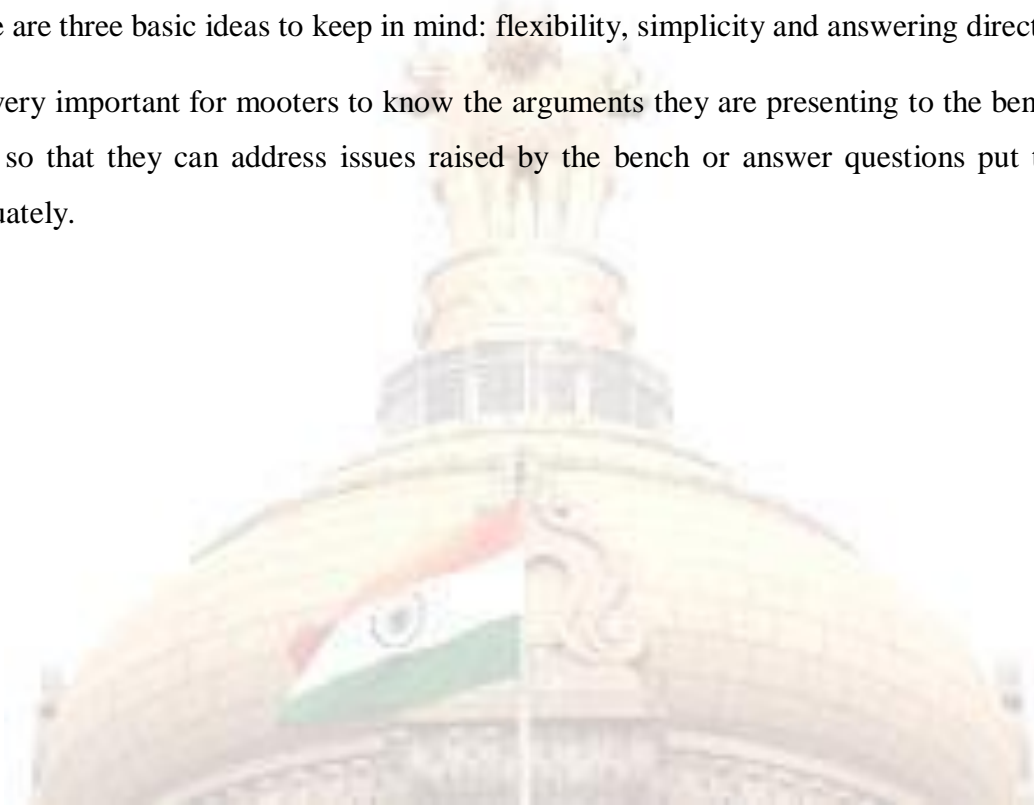 e are three basic ideas to keep in mind: flexibility, simplicity and answering direct
very important for mooters to know the arguments they are presenting to the ben
so that they can address issues raised by the bench or answer questions put t
uately.